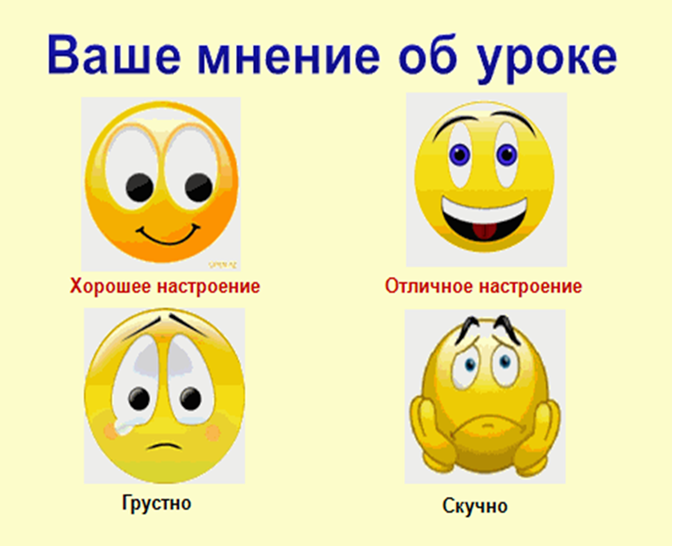 Ваше мнение об уроке
Хорошее настроение
Отличное настроение
Грустно
Скучно